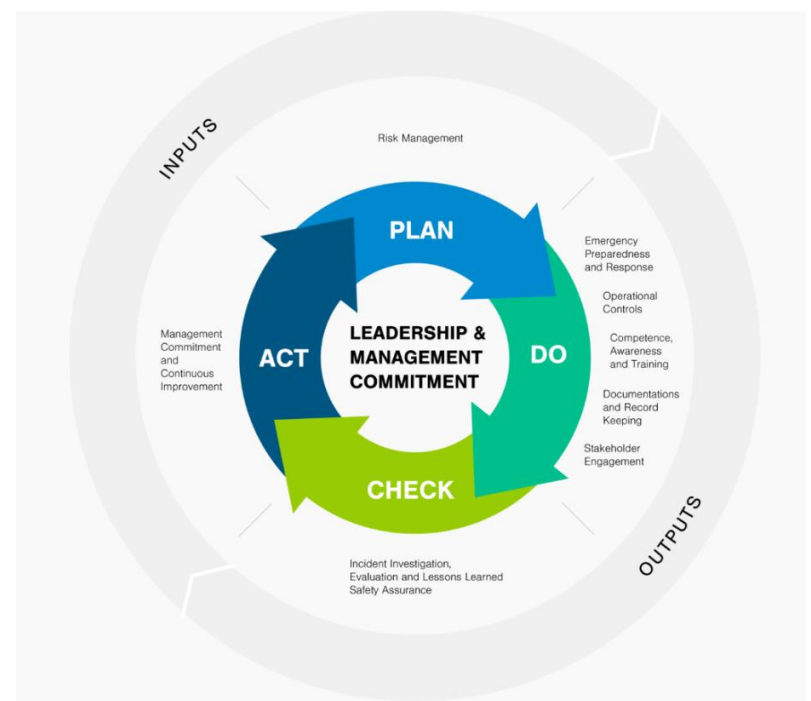 INPUTS
Risk Management
PLAN
Emergency
Preparedness
and Response
Operational
Controls
Competence,
Awareness
and Training
Documentations
and Record
Keeping
Stakeholder
Engagement
DO
LEADERSHIP &
MANAGEMENT
COMMITMENT
ACT
Management
Commitment
and
Continuous
Improvement
CHECK
Incident Investigation,
Evaluation and Lessons Learned
Safety Assurance
OUTPUTS